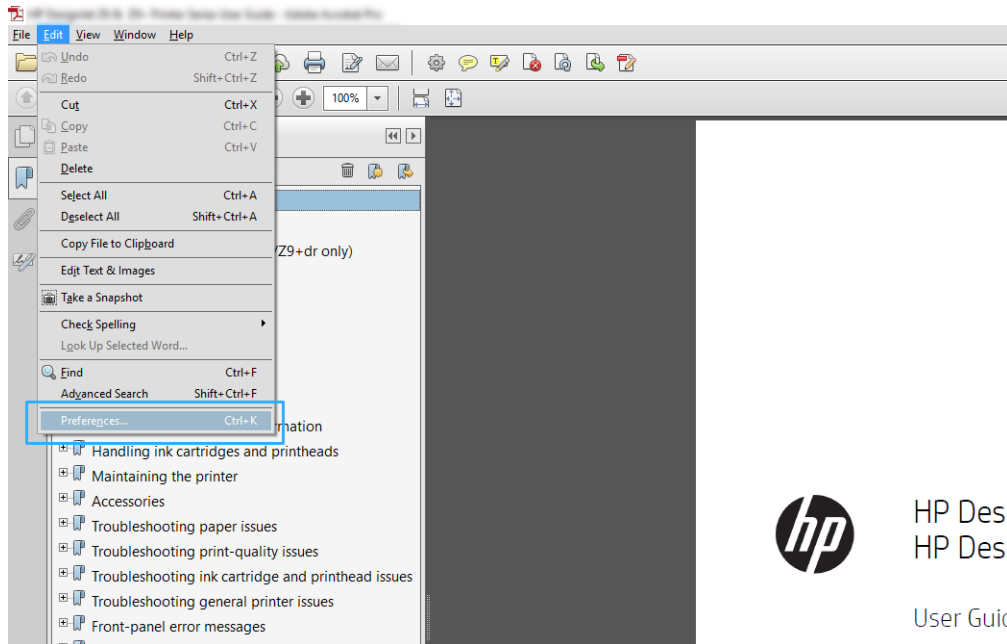 File Edit View Window Help
Undo Ctrl+Z
Redo Shift+Ctrl+Z
Cut Ctrl+X
Copy Ctrl+C
Paste Ctrl+V
Delete
Select All Ctrl+A
Deselect All Shift+Ctrl+A
Copy File to Clipboard
Edit Text & Images
Take a Snapshot
Check Spelling
Look Up Selected Word...
Find Ctrl+F
Advanced Search Shift+Ctrl+F
Preferences... Ctrl+K
100%
/Z9+dr only)
rmation
Handling ink cartridges and printheads
Maintaining the printer
Accessories
Troubleshooting paper issues
Troubleshooting print-quality issues
Troubleshooting ink cartridge and printhead issues
Troubleshooting general printer issues
Front-panel error messages
hp
HP Des
HP Des
User Guid